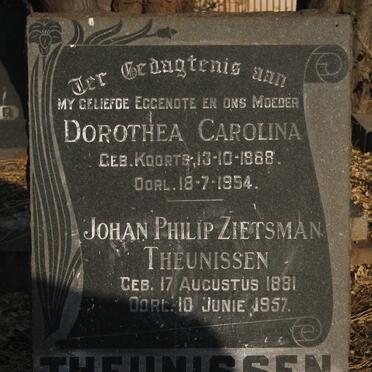 Ter Gedagtenis aan
MY GELIEFDE EGGENOTE EN ONS MOEDER
DOROTHEA CAROLINA
GEB. KOORTS, 13-10-1888.
OORL. 18-7-1954.
JOHAN PHILIP ZIETSMAN
THEUNISSEN
GEB. 17 AUGUSTUS 1881
OORL. 10 JUNIE 1957.
THEUNISSEN